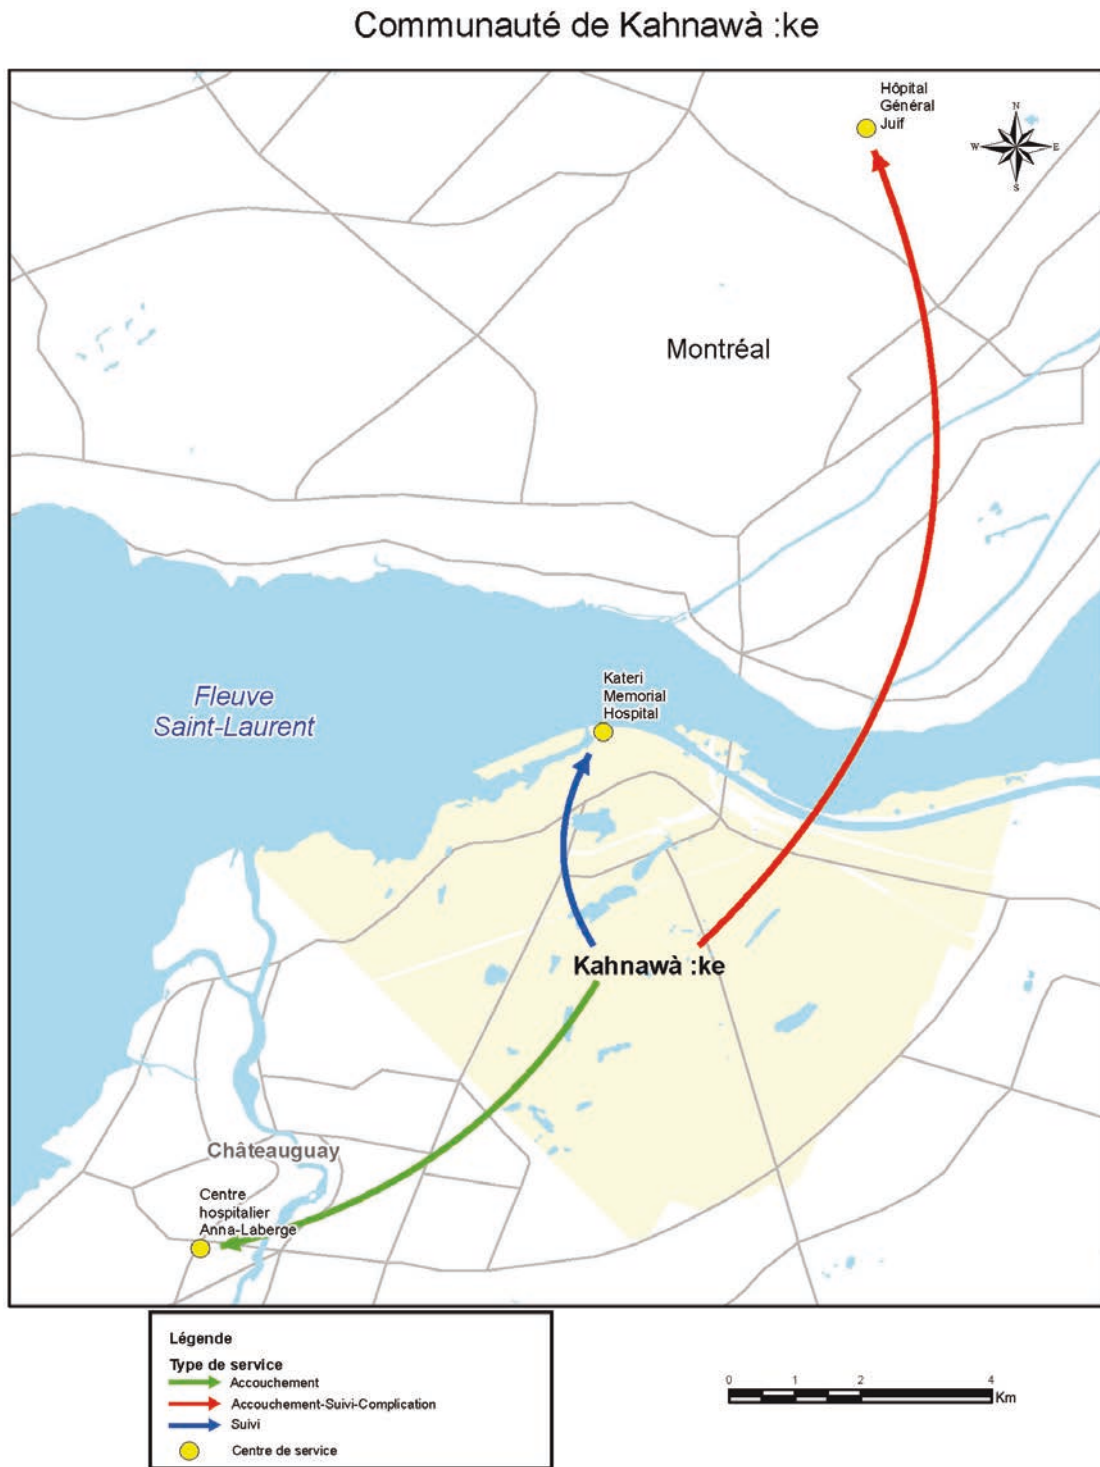 Communauté de Kahnawà :ke
Hôpital
Général
Juif
N
W
E
S
Montréal
Fleuve
Saint-Laurent
Kateri
Memorial
Hospital
Kahnawà :ke
Châteauguay
Centre
hospitalier
Anna-Laberge
Légende
Type de service
Accouchement
Accouchement-Suivi-Complication
Suivi
Centre de service
0 1 2 4
Km